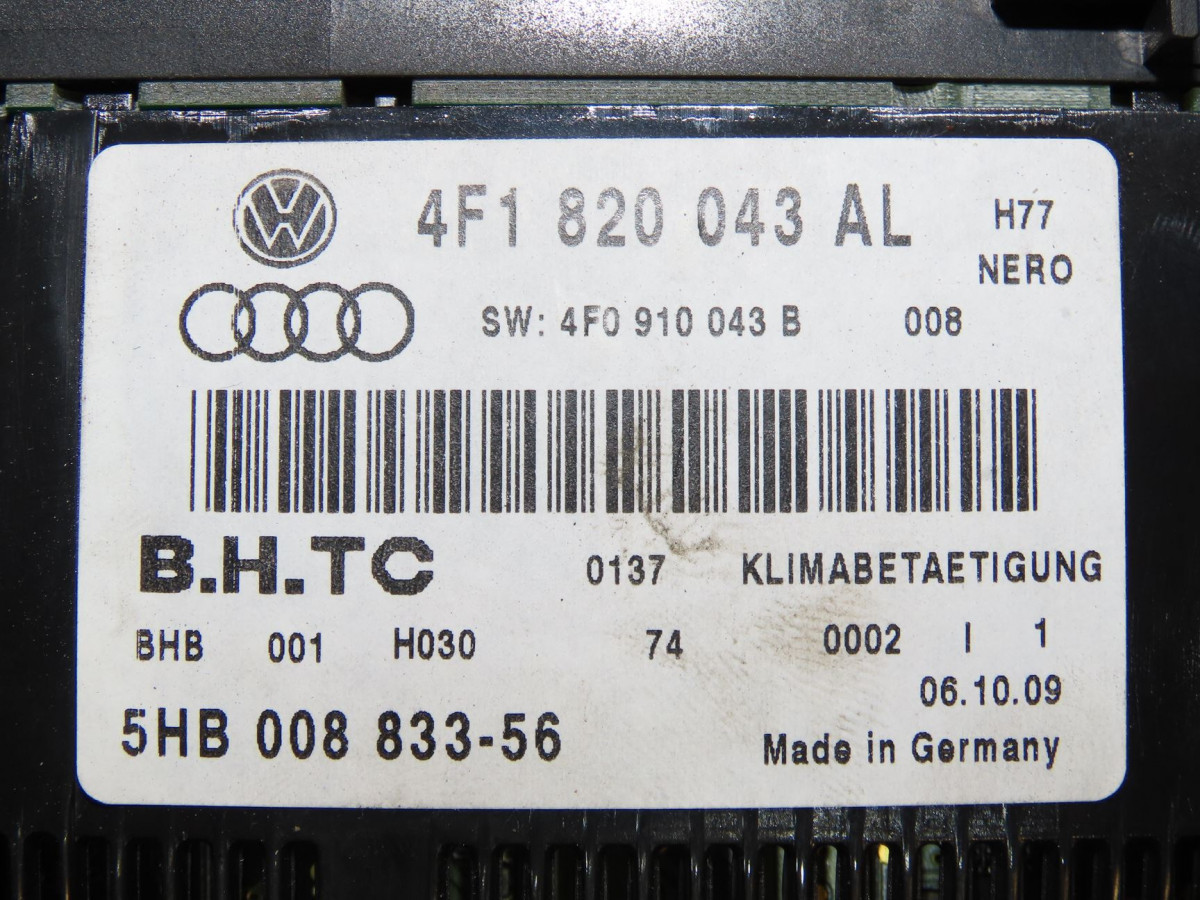 4F1 820 043 AL H77
NERO
SW: 4F0 910 043 B 008
B.H.TC 0137 KLIMABETAETIGUNG
BHB 001 H030 74 0002 I 1
06.10.09
5HB 008 833-56 Made in Germany